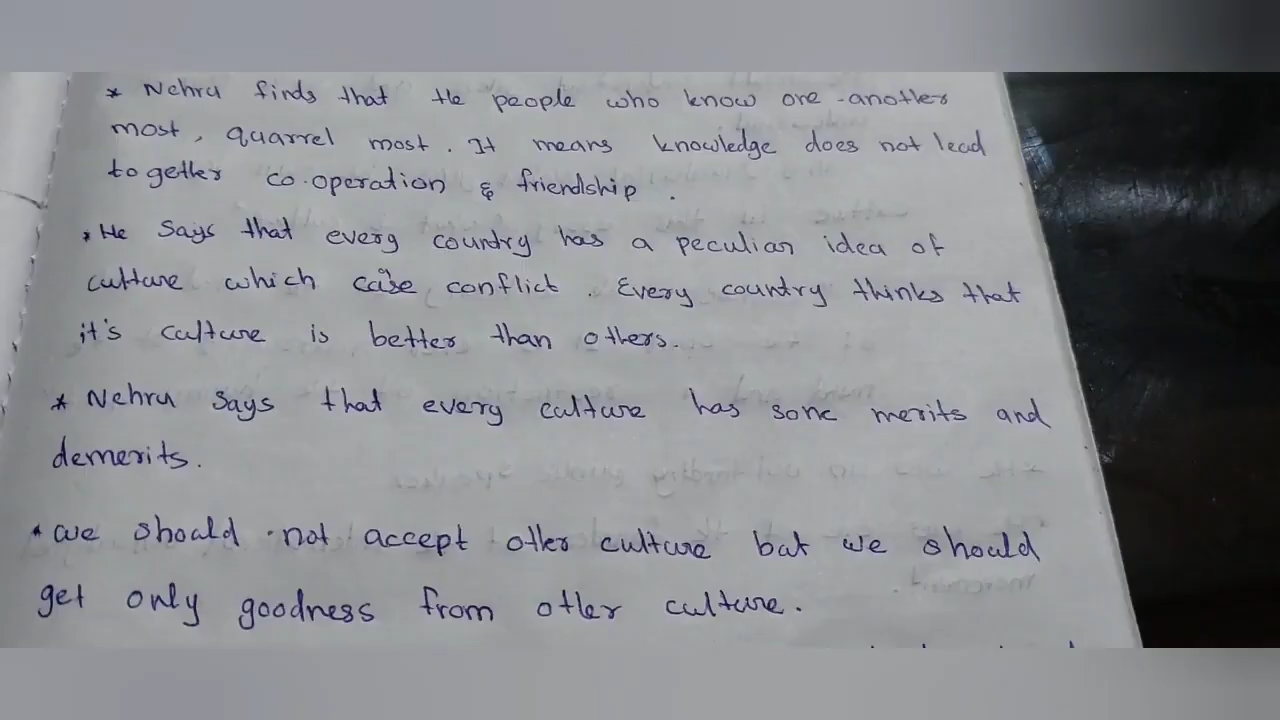 * Nehru finds that the people who know one-another
most, quarrel most. It means knowledge does not lead
together co.operation & friendship.
* He says that every country has a peculiar idea of
culture which case conflict. Every country thinks that
it's culture is better than others.
* Nehru says that every culture has some merits and
demerits.
* we should not accept other culture but we should
get only goodness from other culture.